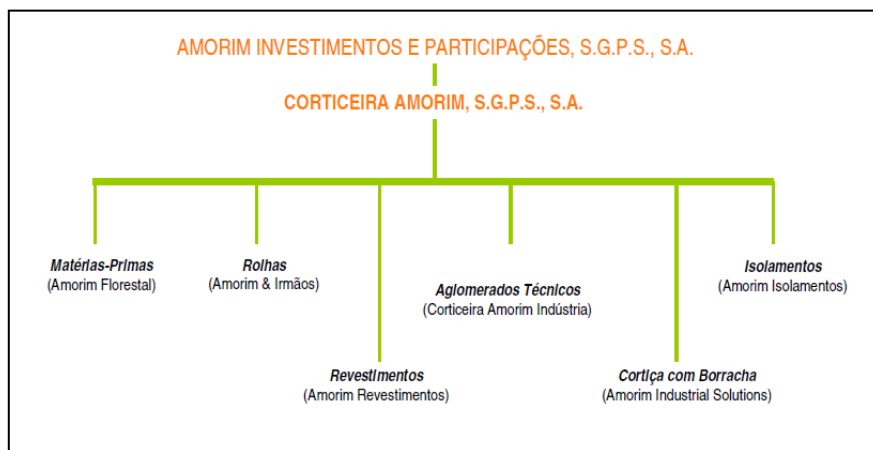 AMORIM INVESTIMENTOS E PARTICIPAÇÕES, S.G.P.S., S.A.
CORTICEIRA AMORIM, S.G.P.S., S.A.
Matérias-Primas
(Amorim Florestal)
Rolhas
(Amorim & Irmãos)
Aglomerados Técnicos
(Corticeira Amorim Indústria)
Isolamentos
(Amorim Isolamentos)
Revestimentos
(Amorim Revestimentos)
Cortiça com Borracha
(Amorim Industrial Solutions)